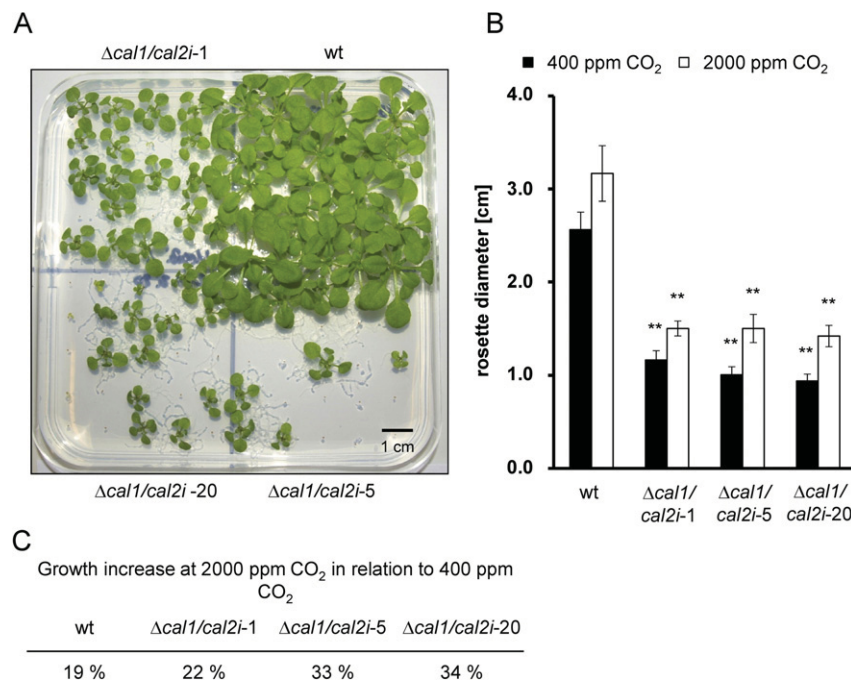 A
Δcal1/cal2i-1 wt
1 cm
Δcal1/cal2i -20 Δcal1/cal2i-5
B
400 ppm CO₂ 2000 ppm CO₂
rosette diameter [cm]
4.0
3.0
2.0
1.0
0.0
** ** ** ** ** **
wt Δcal1/ Δcal1/ Δcal1/
cal2i-1 cal2i-5 cal2i-20
C
Growth increase at 2000 ppm CO₂ in relation to 400 ppm
CO₂
wt Δcal1/cal2i-1 Δcal1/cal2i-5 Δcal1/cal2i-20
19 % 22 % 33 % 34 %